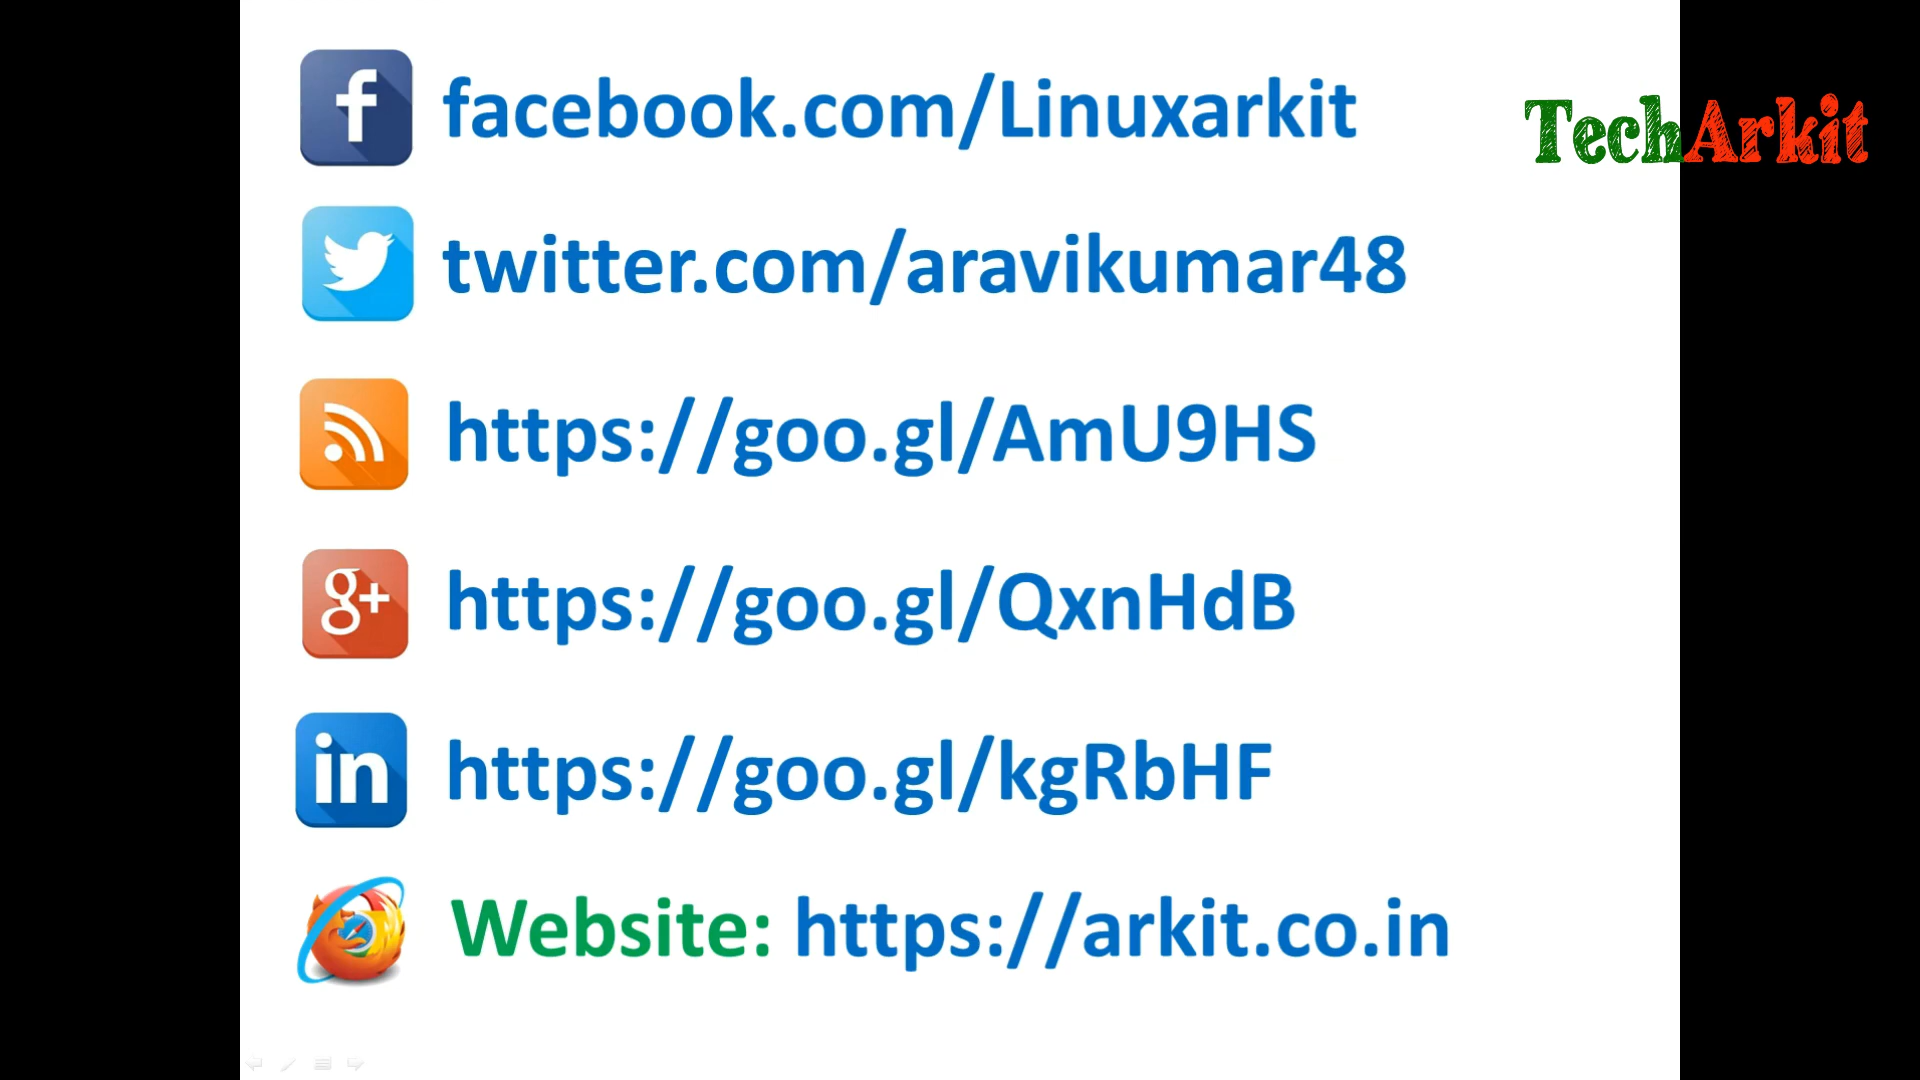 facebook.com/Linuxarkit
TechArkit
twitter.com/aravikumar48
https://goo.gl/AmU9HS
https://goo.gl/QxnHdB
https://goo.gl/kgRbHF
Website: https://arkit.co.in